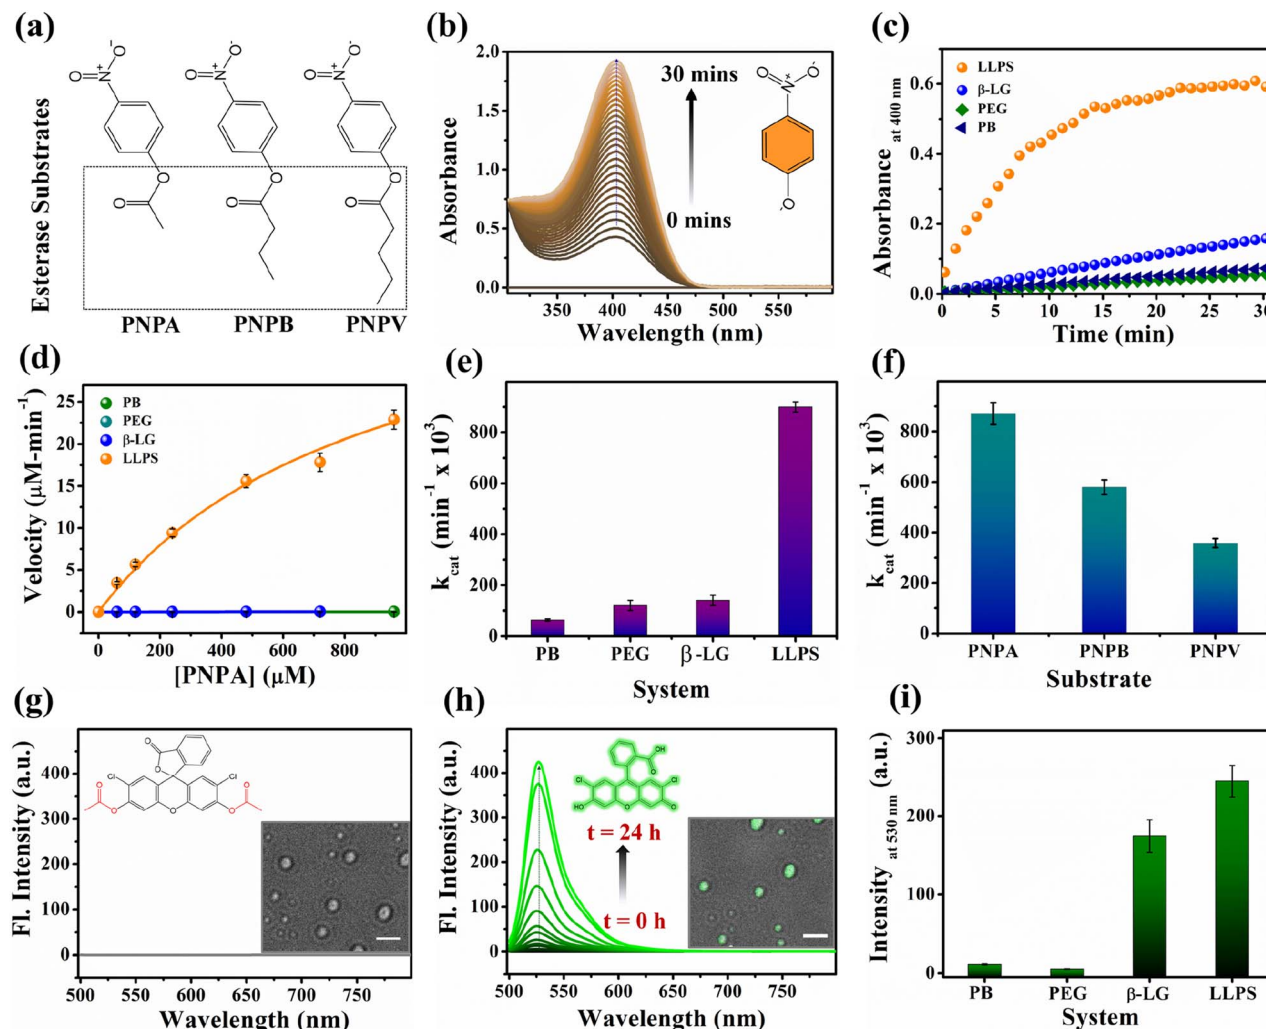 (a)
Esterase Substrates
PNPA PNPB PNPV
(b)
Absorbance
2.0
1.5
1.0
0.5
0.0
30 mins
0 mins
350 400 450 500 550
Wavelength (nm)
(c)
Absorbance at 400 nm
0.6
0.4
0.2
0.0
LLPS
β-LG
PEG
PB
0 5 10 15 20 25 30
Time (min)
(d)
Velocity (μM-min⁻¹)
25
20
15
10
5
0
PB
PEG
β-LG
LLPS
0 200 400 600 800
[PNPA] (μM)
(e)
kcat (min⁻¹ x 10³)
800
600
400
200
0
PB PEG β-LG LLPS
System
(f)
kcat (min⁻¹ x 10³)
800
600
400
200
0
PNPA PNPB PNPV
Substrate
(g)
Fl. Intensity (a.u.)
400
300
200
100
0
500 550 600 650 700 750
Wavelength (nm)
(h)
Fl. Intensity (a.u.)
400
300
200
100
0
t = 24 h
t = 0 h
500 550 600 650 700 750
Wavelength (nm)
(i)
Intensity at 530 nm (a.u.)
300
200
100
0
PB PEG β-LG LLPS
System